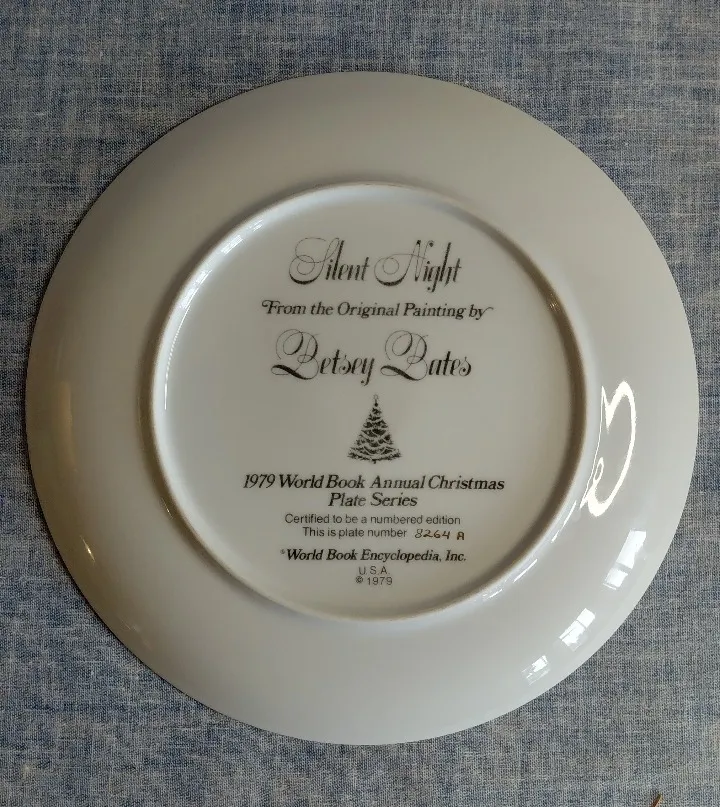 Silent Night
From the Original Painting by
Betsey Bates
1979 World Book Annual Christmas
Plate Series
Certified to be a numbered edition
This is plate number 8264 A
©World Book Encyclopedia, Inc.
U.S.A.
© 1979